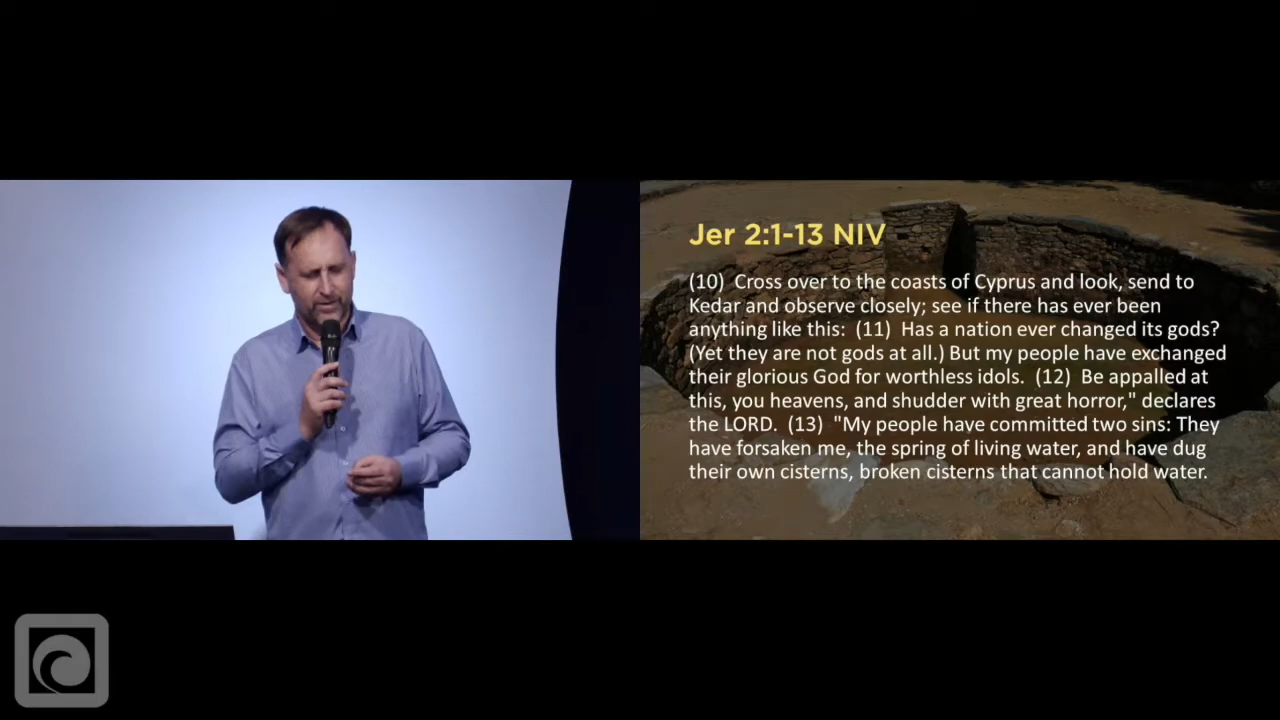 Jer 2:1-13 NIV
(10)  Cross over to the coasts of Cyprus and look, send to
Kedar and observe closely; see if there has ever been
anything like this:  (11)  Has a nation ever changed its gods?
(Yet they are not gods at all.) But my people have exchanged
their glorious God for worthless idols.  (12)  Be appalled at
this, you heavens, and shudder with great horror," declares
the LORD.  (13)  "My people have committed two sins: They
have forsaken me, the spring of living water, and have dug
their own cisterns, broken cisterns that cannot hold water.